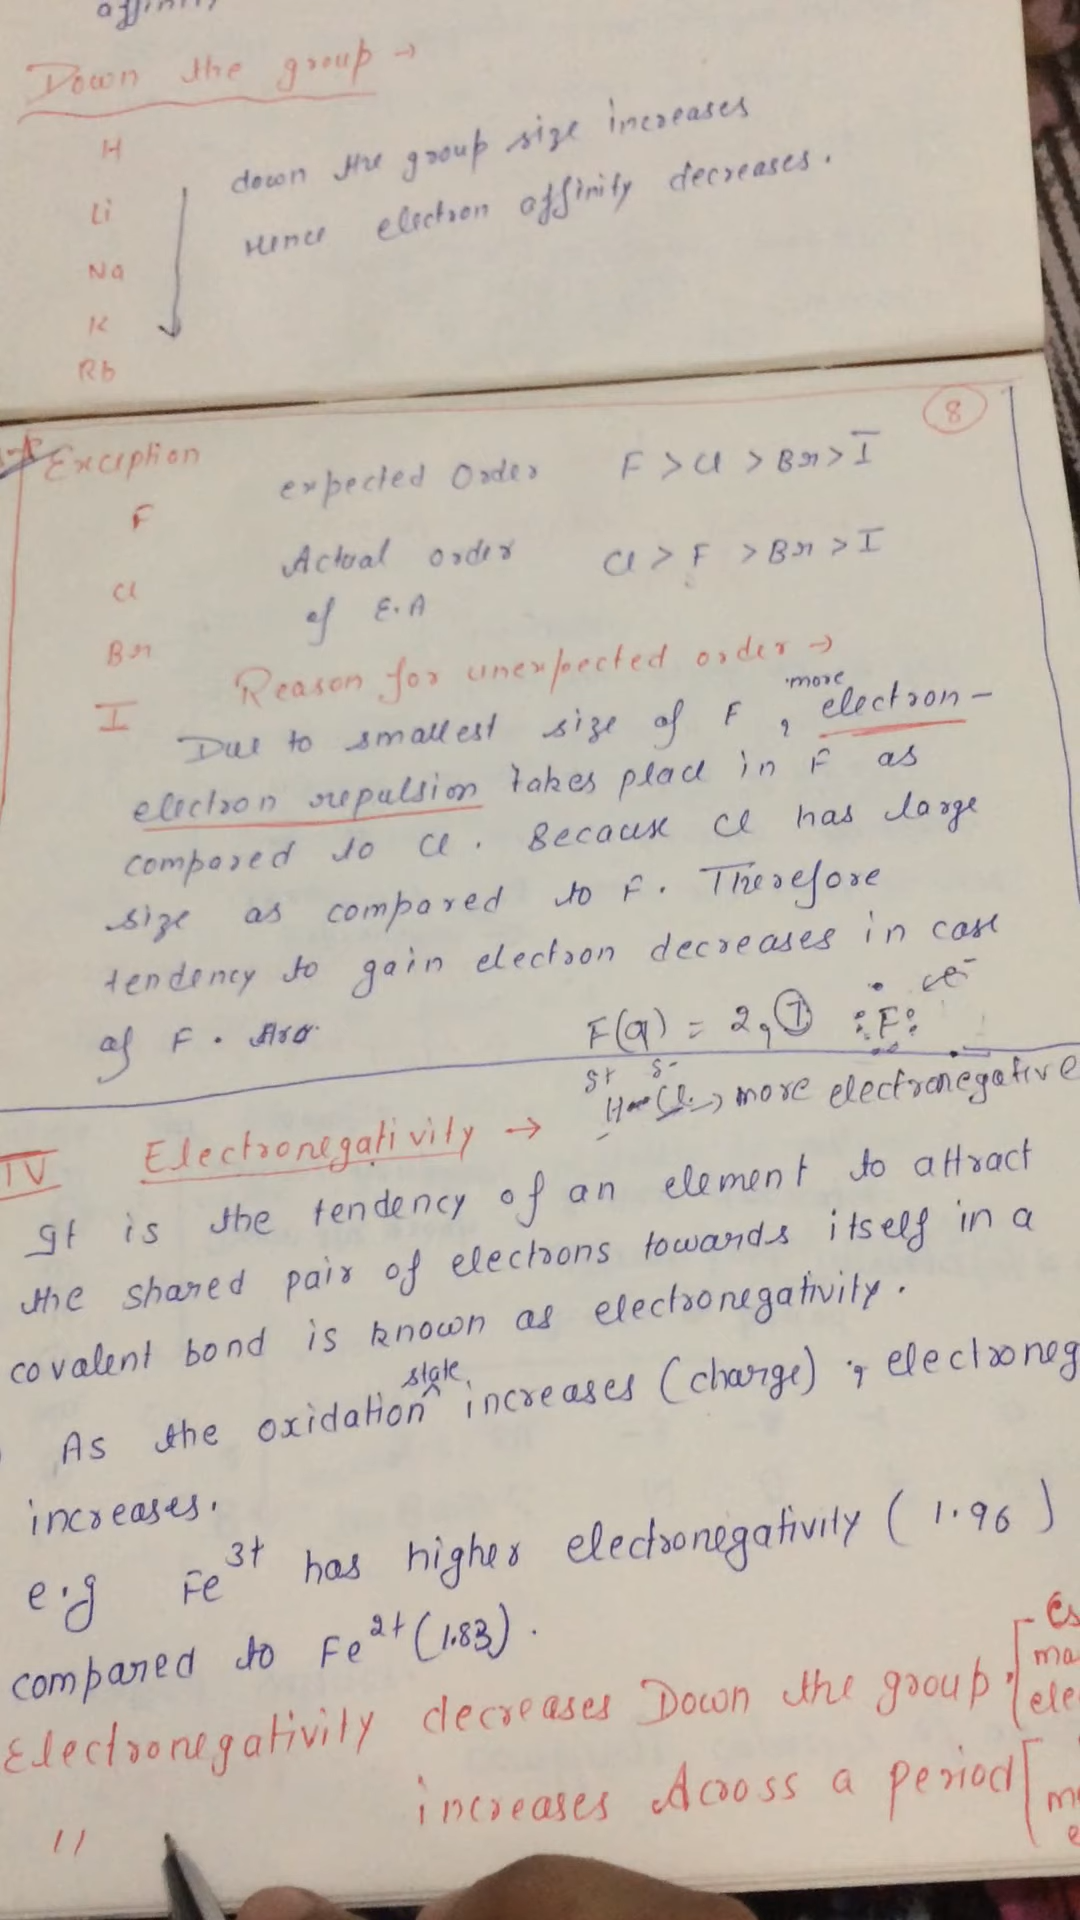 affinity
Down the group →
H
Li
Na
K
Rb
down the group size increases
Hence electron affinity decreases.
8
Exception
F
Cl
Br
I
expected Order F > Cl > Br > I
Actual order Cl > F > Br > I
of E.A
Reason for unexpected order →
Due to smallest size of F , more electron-
electron repulsion takes place in F as
compared to Cl . Because Cl has large
size as compared to F . Therefore
tendency to gain electron decreases in case
of F .
F(9) = 2,7 F e-
δ+ δ-
H Cl → more electronegative
IV Electronegativity →
It is the tendency of an element to attract
the shared pair of electrons towards itself in a
covalent bond is known as electronegativity.
As the oxidation state increases (charge) , electroneg
increases.
e.g Fe3+ has higher electronegativity ( 1.96 )
compared to Fe2+ (1.83) .
Electronegativity decreases Down the group . [ Cs
ma
ele
" increases Across a period [
m
e